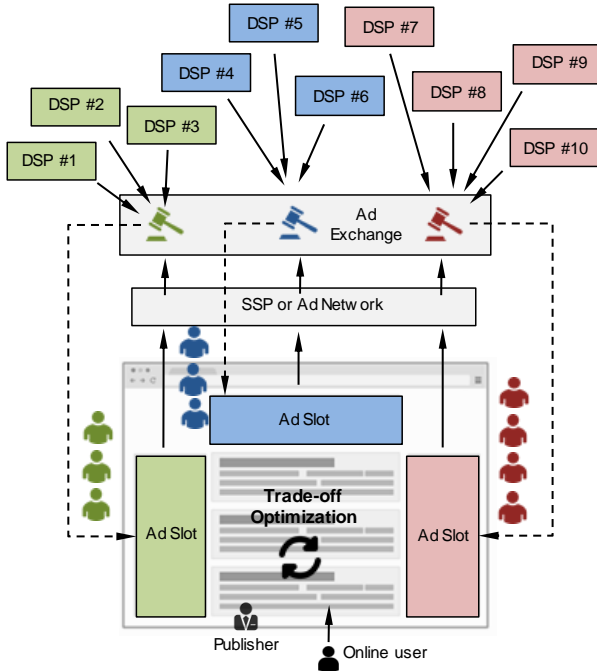 DSP #5
DSP #7
DSP #4
DSP #9
DSP #2
DSP #8
DSP #6
DSP #3
DSP #1
DSP #10
Ad
Exchange
SSP or Ad Network
Ad Slot
Trade-off
Optimization
Ad Slot
Ad Slot
Publisher
Online user